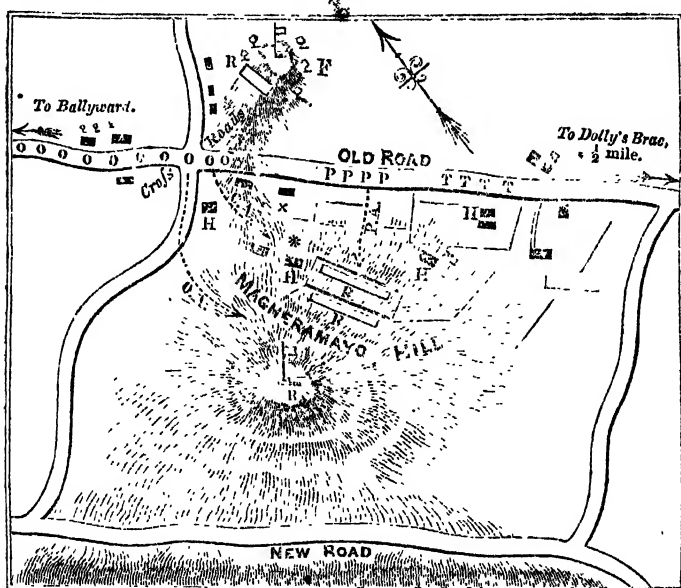 R
F
To Ballyward.
Roads
To Dolly's Brae,
½ mile.
O O O O O O O O O
OLD ROAD
P P P P
T T T T
Cross
H
P.A.
H
H
H
MAGHERAMAYO
HILL
R
R
R
NEW ROAD